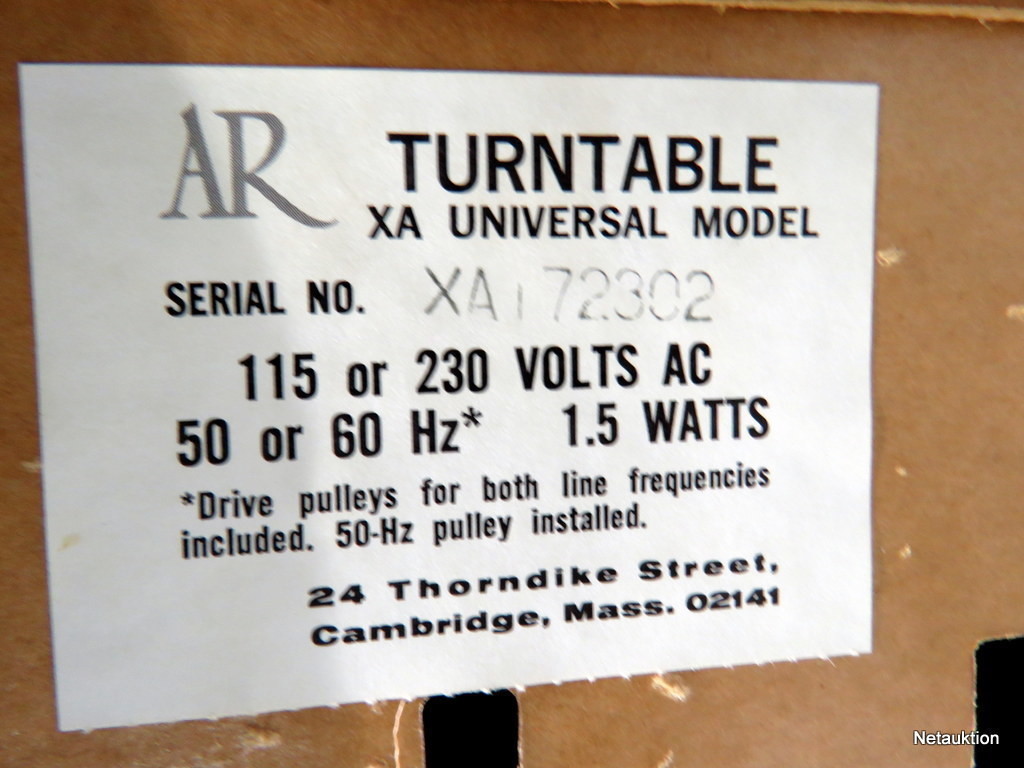 AR TURNTABLE
XA UNIVERSAL MODEL
SERIAL NO. XA 172302
115 or 230 VOLTS AC
50 or 60 Hz* 1.5 WATTS
*Drive pulleys for both line frequencies
included. 50-Hz pulley installed.
24 Thorndike Street,
Cambridge, Mass. 02141
Netauktion